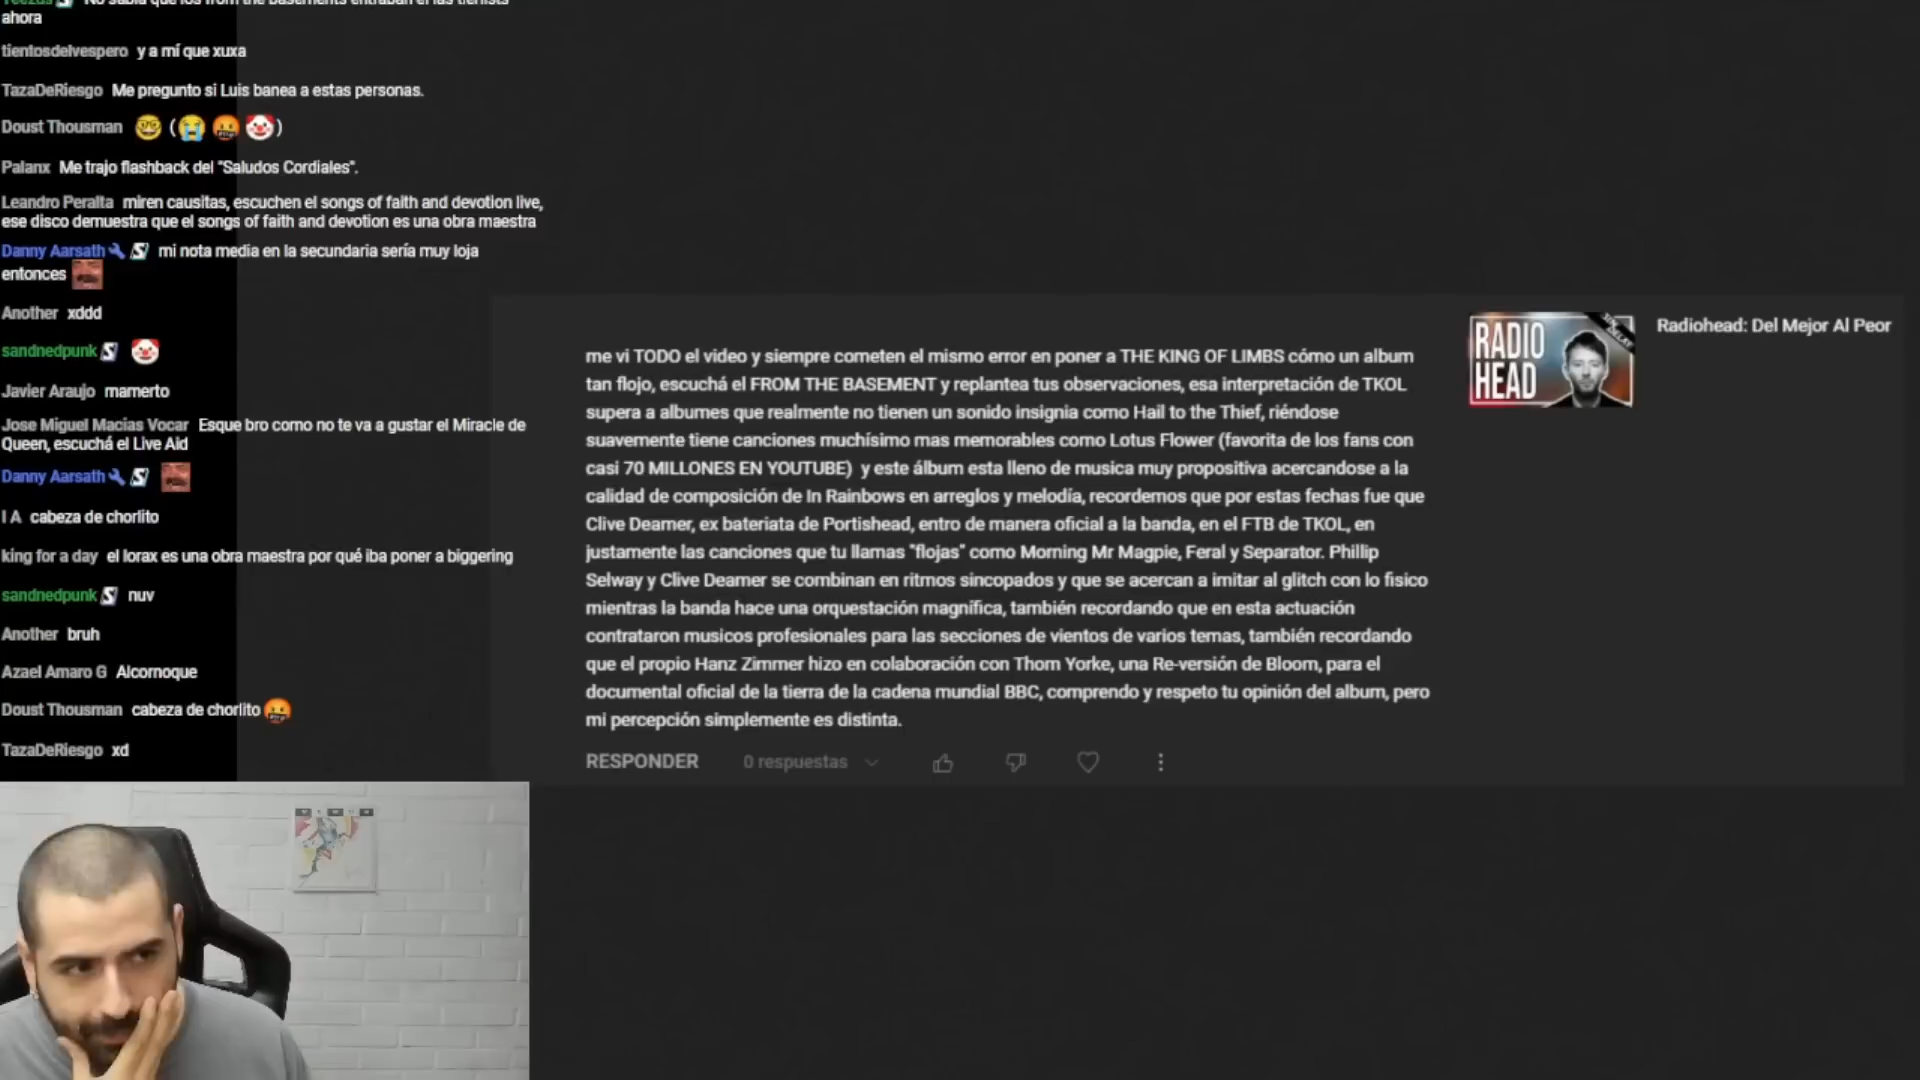 ahora
tientosdelvespero y a mí que xuxa
TazaDeRiesgo Me pregunto si Luis banea a estas personas.
Doust Thousman 🤓 (😭 🤬 🤡)
Palanx Me trajo flashback del "Saludos Cordiales".
Leandro Peralta miren causitas, escuchen el songs of faith and devotion live,
ese disco demuestra que el songs of faith and devotion es una obra maestra
Danny Aarsath mi nota media en la secundaria sería muy loja
entonces
Another xddd
sandnedpunk 🤡
Javier Araujo mamerto
Jose Miguel Macias Vocar Esque bro como no te va a gustar el Miracle de
Queen, escuchá el Live Aid
Danny Aarsath
I A cabeza de chorlito
king for a day el lorax es una obra maestra por qué iba poner a biggering
sandnedpunk nuv
Another bruh
Azael Amaro G Alcornoque
Doust Thousman cabeza de chorlito 🤬
TazaDeRiesgo xd
me vi TODO el video y siempre cometen el mismo error en poner a THE KING OF LIMBS cómo un album
tan flojo, escuchá el FROM THE BASEMENT y replantea tus observaciones, esa interpretación de TKOL
supera a albumes que realmente no tienen un sonido insignia como Hail to the Thief, riéndose
suavemente tiene canciones muchísimo mas memorables como Lotus Flower (favorita de los fans con
casi 70 MILLONES EN YOUTUBE) y este álbum esta lleno de musica muy propositiva acercandose a la
calidad de composición de In Rainbows en arreglos y melodía, recordemos que por estas fechas fue que
Clive Deamer, ex bateriata de Portishead, entro de manera oficial a la banda, en el FTB de TKOL, en
justamente las canciones que tu llamas "flojas" como Morning Mr Magpie, Feral y Separator. Phillip
Selway y Clive Deamer se combinan en ritmos sincopados y que se acercan a imitar al glitch con lo fisico
mientras la banda hace una orquestación magnífica, también recordando que en esta actuación
contrataron musicos profesionales para las secciones de vientos de varios temas, también recordando
que el propio Hanz Zimmer hizo en colaboración con Thom Yorke, una Re-versión de Bloom, para el
documental oficial de la tierra de la cadena mundial BBC, comprendo y respeto tu opinión del album, pero
mi percepción simplemente es distinta.
RESPONDER 0 respuestas
RADIO
HEAD
Radiohead: Del Mejor Al Peor